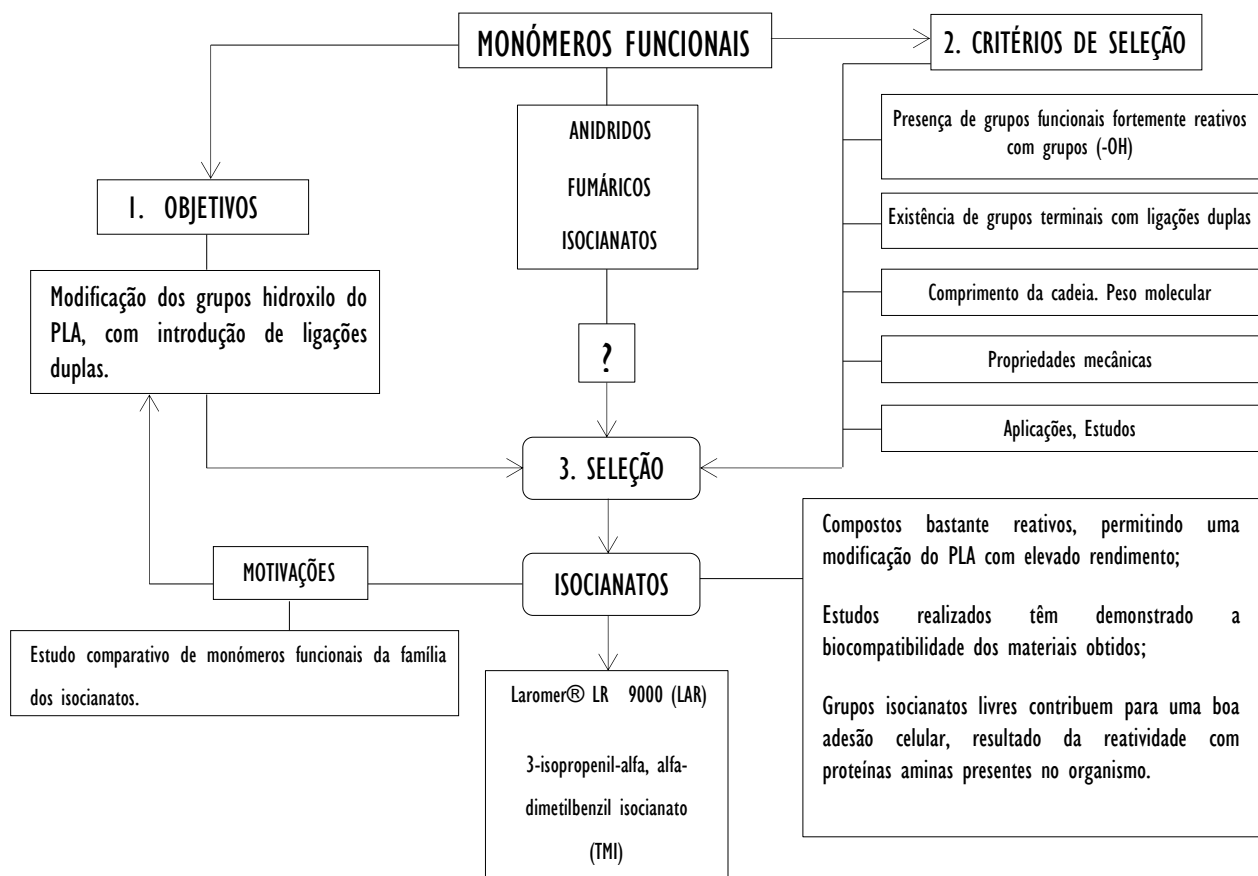 MONÓMEROS FUNCIONAIS
2. CRITÉRIOS DE SELEÇÃO
ANIDRIDOS
FUMÁRICOS
ISOCIANATOS
Presença de grupos funcionais fortemente reativos
com grupos (-OH)
Existência de grupos terminais com ligações duplas
Comprimento da cadeia. Peso molecular
Propriedades mecânicas
Aplicações, Estudos
1. OBJETIVOS
Modificação dos grupos hidroxilo do
PLA, com introdução de ligações
duplas.
?
3. SELEÇÃO
MOTIVAÇÕES
Estudo comparativo de monómeros funcionais da família
dos isocianatos.
ISOCIANATOS
Compostos bastante reativos, permitindo uma
modificação do PLA com elevado rendimento;
Estudos realizados têm demonstrado a
biocompatibilidade dos materiais obtidos;
Grupos isocianatos livres contribuem para uma boa
adesão celular, resultado da reatividade com
proteínas aminas presentes no organismo.
Laromer® LR 9000 (LAR)
3-isopropenil-alfa, alfa-
dimetilbenzil isocianato
(TMI)